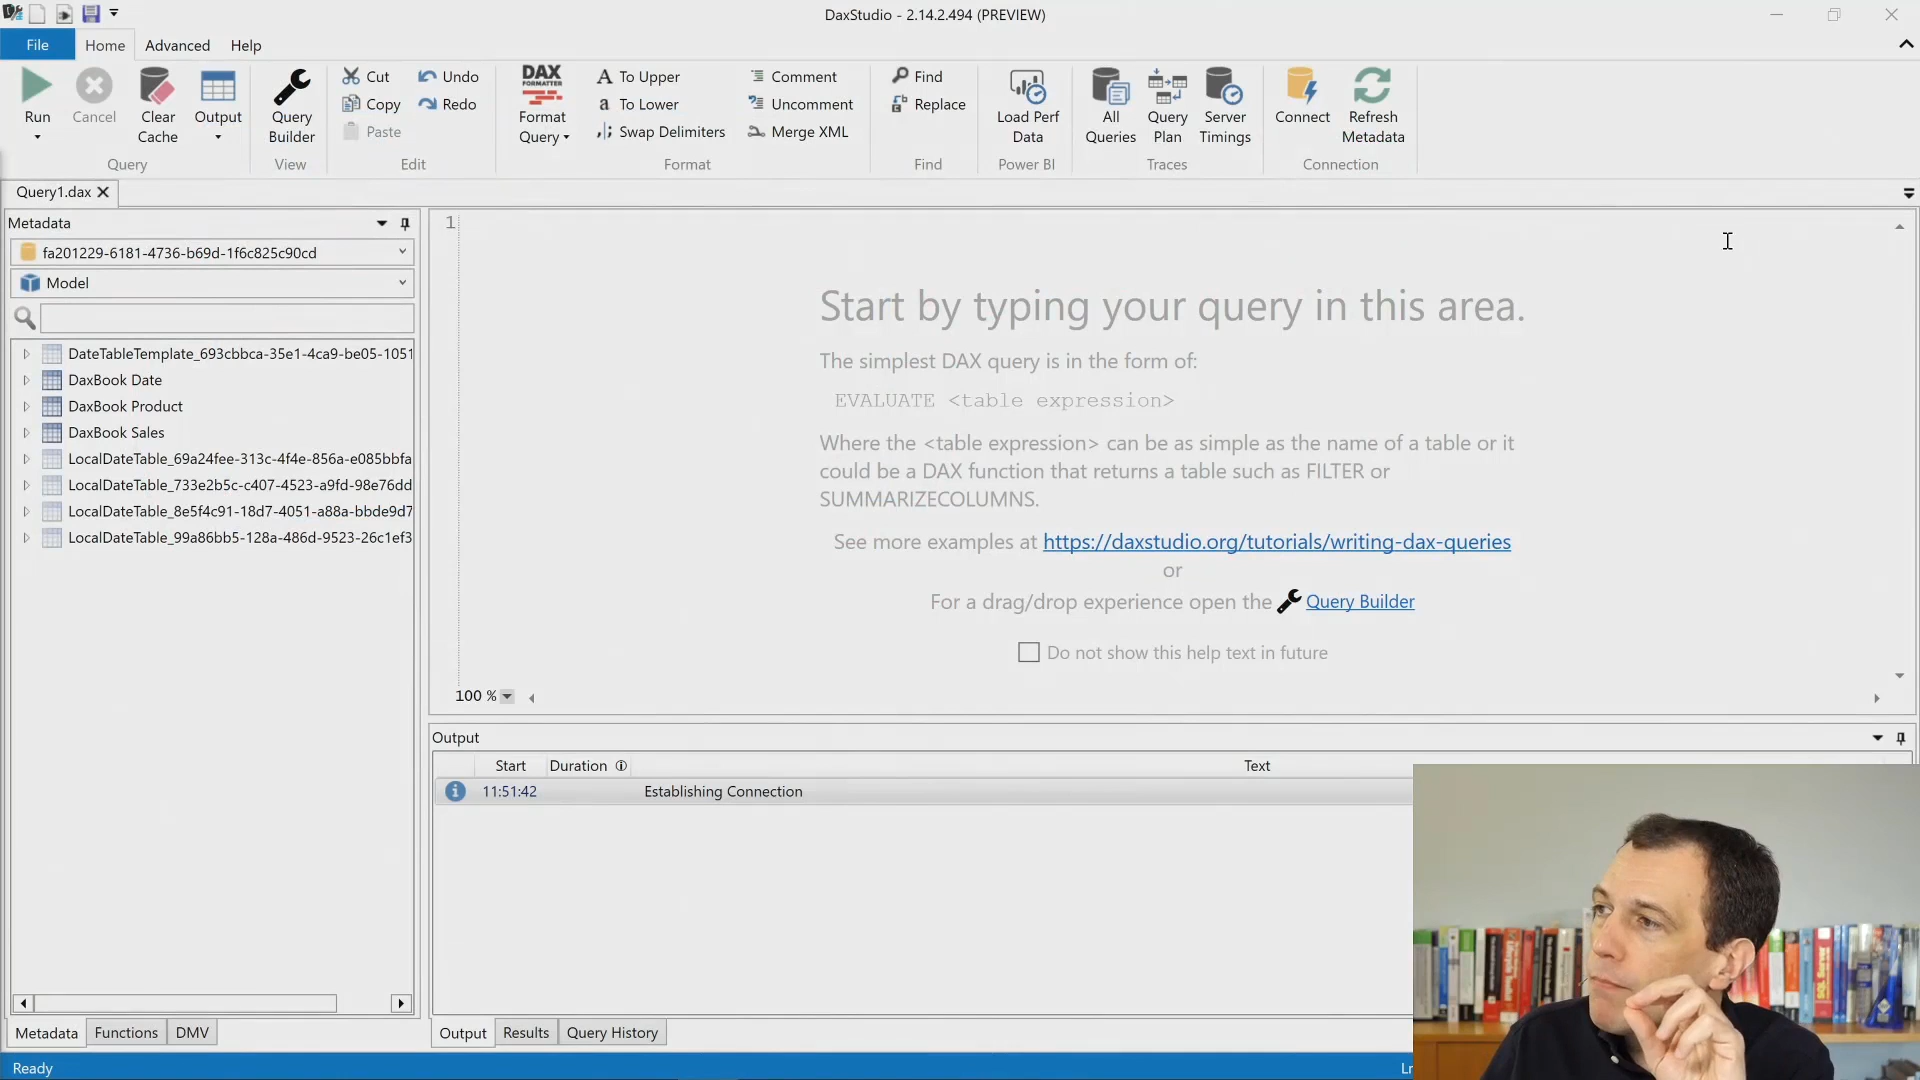 DaxStudio - 2.14.2.494 (PREVIEW)
File Home Advanced Help
Run
Cancel
Clear Cache
Output
Query
Query Builder
View
Cut
Copy
Paste
Undo
Redo
Edit
DAX
FORMATTER
Format Query
To Upper
To Lower
Swap Delimiters
Comment
Uncomment
Merge XML
Format
Find
Replace
Find
Load Perf Data
Power BI
All Queries
Query Plan
Server Timings
Traces
Connect
Refresh Metadata
Connection
Query1.dax
Metadata
fa201229-6181-4736-b69d-1f6c825c90cd
Model
DateTableTemplate_693cbbca-35e1-4ca9-be05-1051
DaxBook Date
DaxBook Product
DaxBook Sales
LocalDateTable_69a24fee-313c-4f4e-856a-e085bbfa
LocalDateTable_733e2b5c-c407-4523-a9fd-98e76dd
LocalDateTable_8e5f4c91-18d7-4051-a88a-bbde9d7
LocalDateTable_99a86bb5-128a-486d-9523-26c1ef3
Metadata Functions DMV
1
Start by typing your query in this area.
The simplest DAX query is in the form of:
EVALUATE <table expression>
Where the <table expression> can be as simple as the name of a table or it
could be a DAX function that returns a table such as FILTER or
SUMMARIZECOLUMNS.
See more examples at https://daxstudio.org/tutorials/writing-dax-queries
or
For a drag/drop experience open the Query Builder
Do not show this help text in future
100 %
Output
Start Duration Text
11:51:42 Establishing Connection
Output Results Query History
Ready